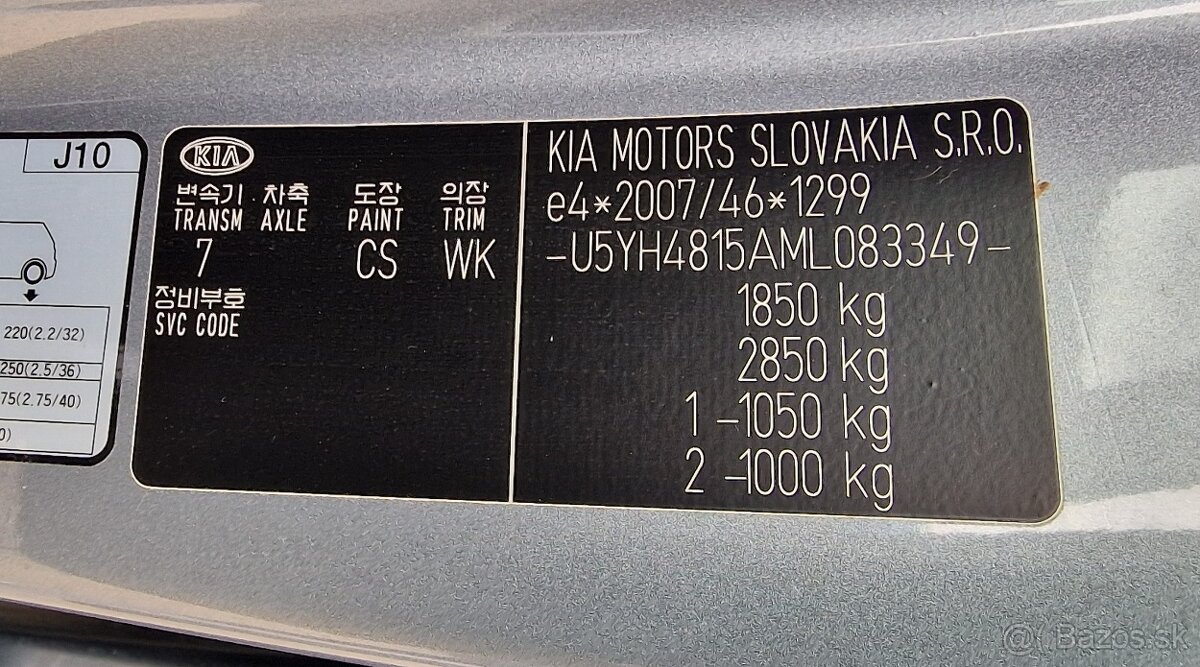 J10
220(2.2/32)
250(2.5/36)
75(2.75/40)
0)
KIA
변속기 차축 도장 의장
TRANSM AXLE PAINT TRIM
7 CS WK
정비부호
SVC CODE
KIA MOTORS SLOVAKIA S.R.O.
e4*2007/46*1299
-U5YH4815AML083349-
1850 kg
2850 kg
1 -1050 kg
2 -1000 kg
@ Bazos.sk